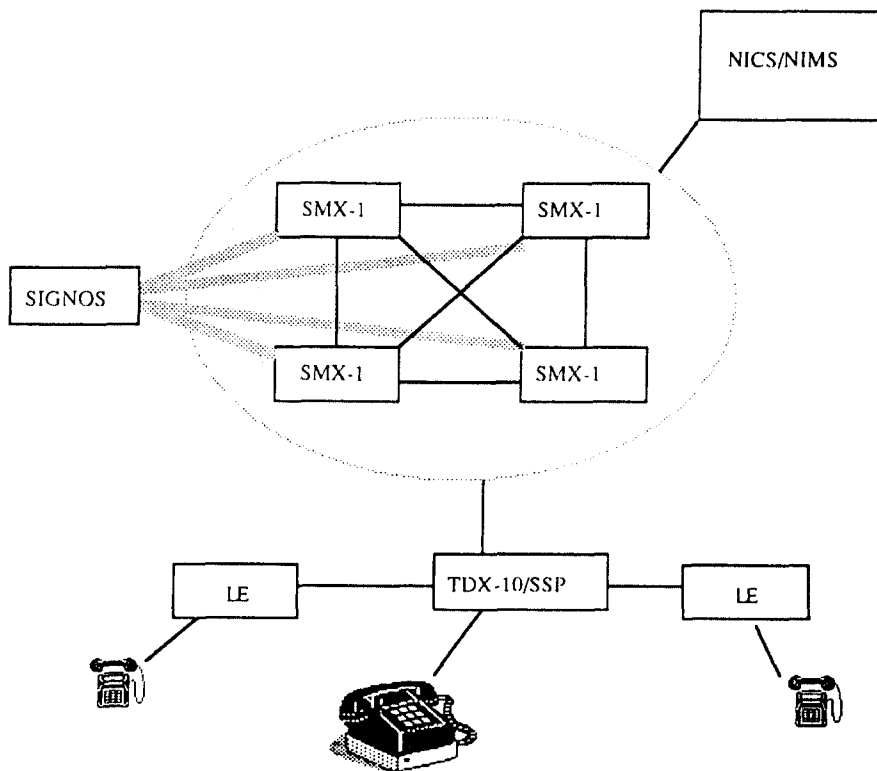 NICS/NIMS
SMX-1
SMX-1
SIGNOS
SMX-1
SMX-1
LE
TDX-10/SSP
LE